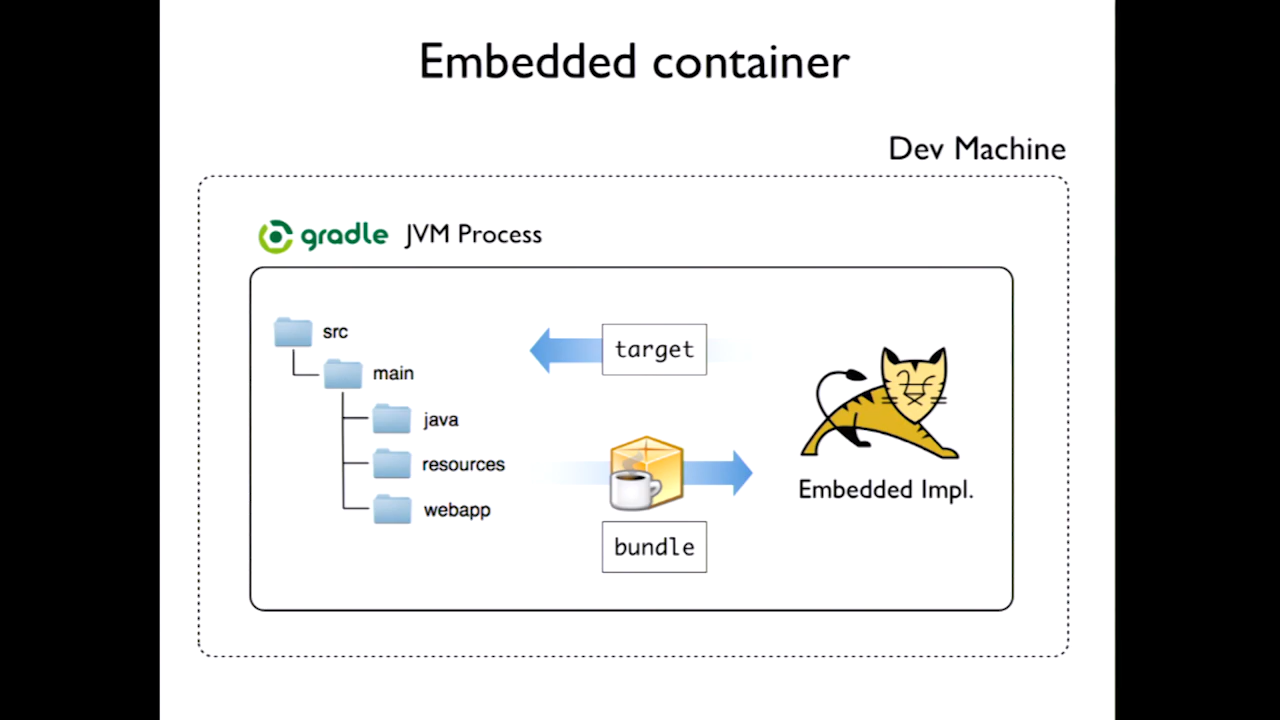 Embedded container
Dev Machine
gradle JVM Process
src
main
java
resources
webapp
target
bundle
Embedded Impl.